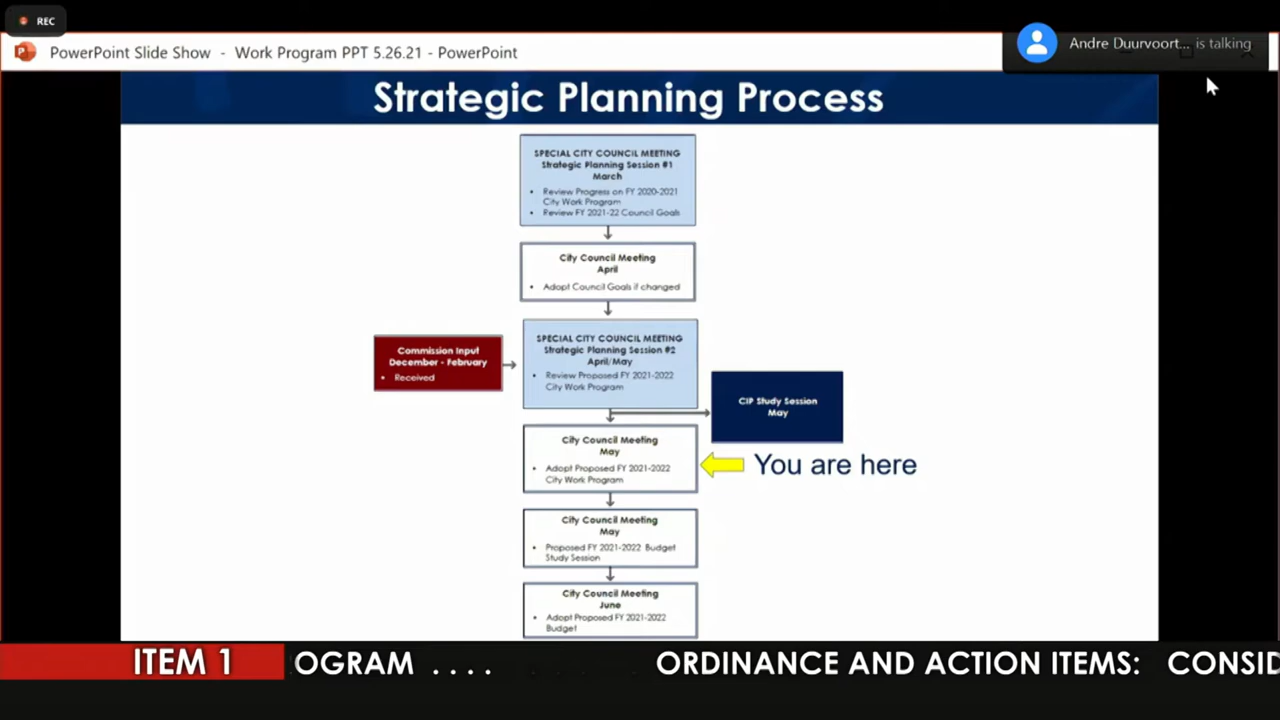 REC
PowerPoint Slide Show - Work Program PPT 5.26.21 - PowerPoint
Andre Duurvoort... is talking
Strategic Planning Process
SPECIAL CITY COUNCIL MEETING
Strategic Planning Session #1
March
• Review Progress on FY 2020-2021
City Work Program
• Review FY 2021-22 Council Goals
City Council Meeting
April
• Adopt Council Goals if changed
Commission Input
December - February
• Received
SPECIAL CITY COUNCIL MEETING
Strategic Planning Session #2
April/May
• Review Proposed FY 2021-2022
City Work Program
CIP Study Session
May
City Council Meeting
May
• Adopt Proposed FY 2021-2022
City Work Program
You are here
City Council Meeting
May
• Proposed FY 2021-2022 Budget
Study Session
City Council Meeting
June
• Adopt Proposed FY 2021-2022
Budget
ITEM 1 OGRAM . . . . ORDINANCE AND ACTION ITEMS: CONSID